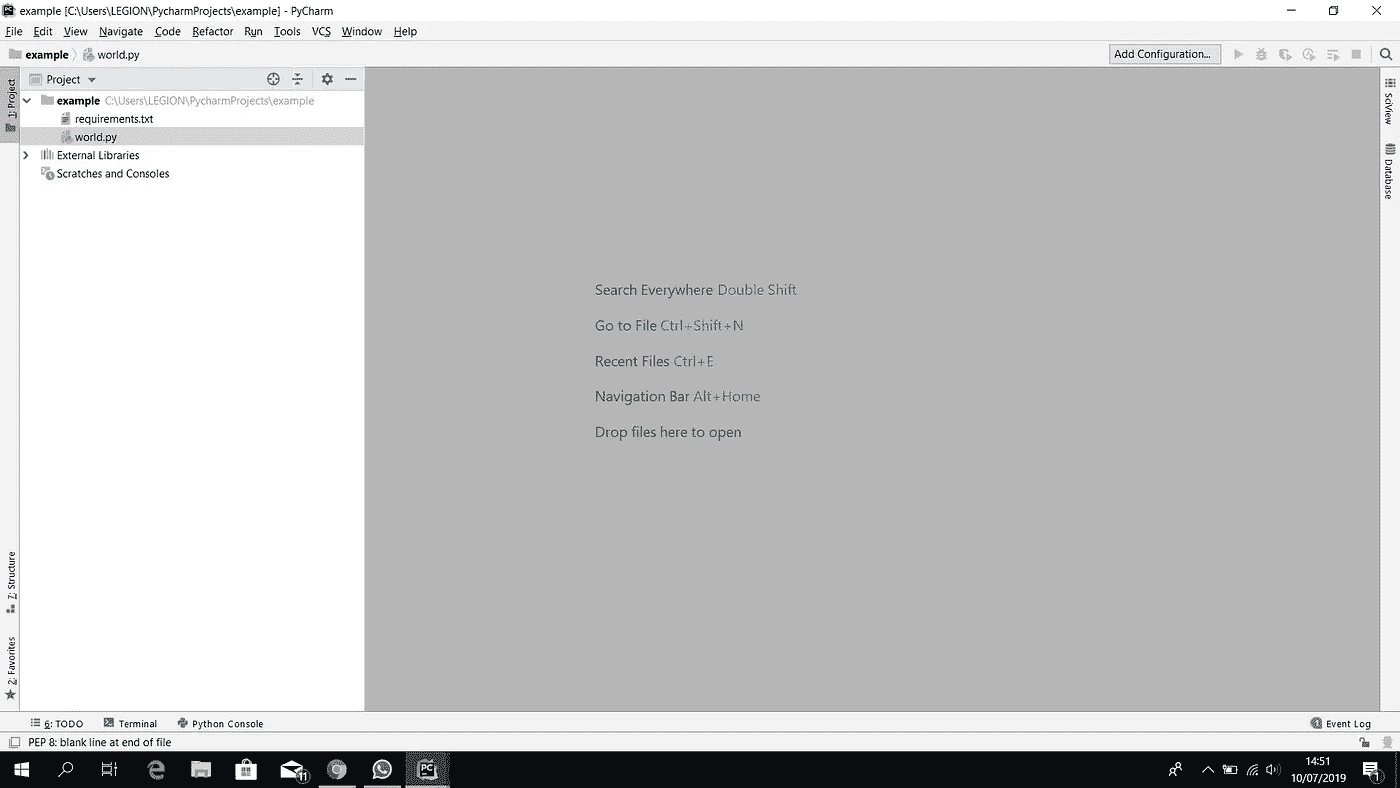 example [C:\Users\LEGION\PycharmProjects\example] - PyCharm
File Edit View Navigate Code Refactor Run Tools VCS Window Help
example world.py
Add Configuration...
Project
1: Project
example C:\Users\LEGION\PycharmProjects\example
requirements.txt
world.py
External Libraries
Scratches and Consoles
Search Everywhere Double Shift
Go to File Ctrl+Shift+N
Recent Files Ctrl+E
Navigation Bar Alt+Home
Drop files here to open
SciView
Database
7: Structure
2: Favorites
6: TODO Terminal Python Console
Event Log
PEP 8: blank line at end of file
PC
11
14:51
10/07/2019
1